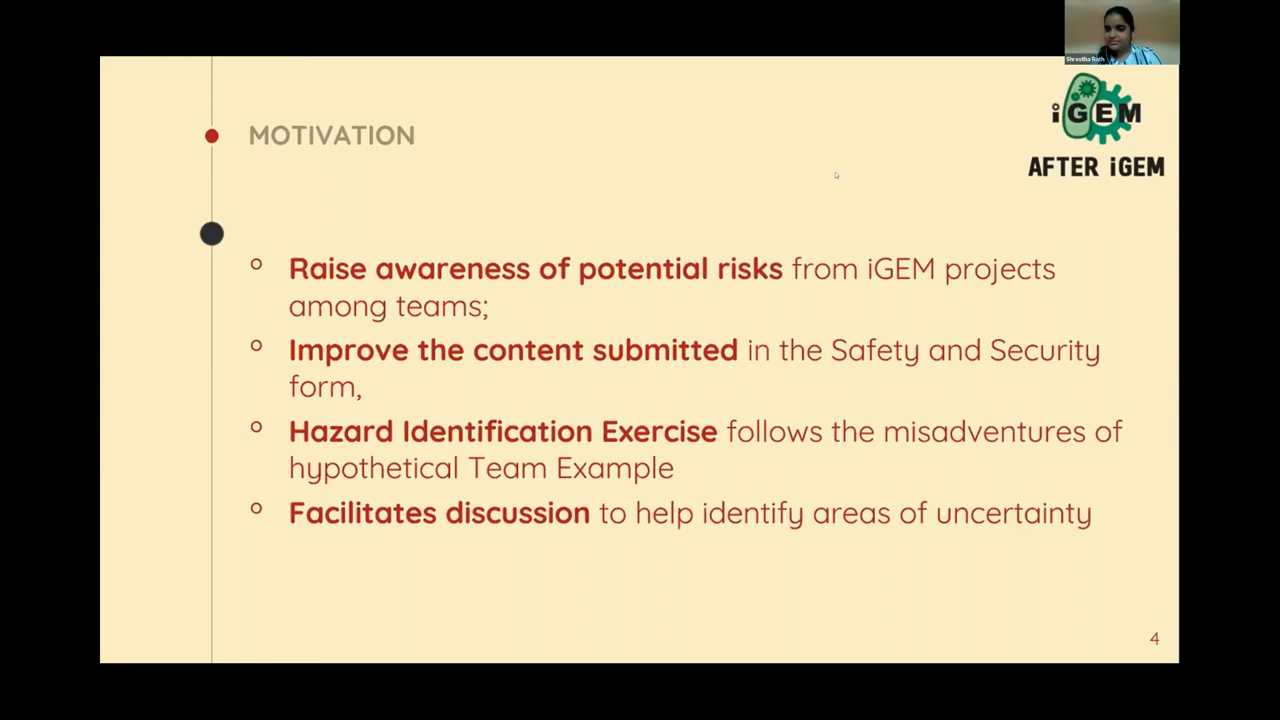 Shrestha Rath
iGEM
AFTER iGEM
MOTIVATION
Raise awareness of potential risks from iGEM projects
among teams;
Improve the content submitted in the Safety and Security
form,
Hazard Identification Exercise follows the misadventures of
hypothetical Team Example
Facilitates discussion to help identify areas of uncertainty
4